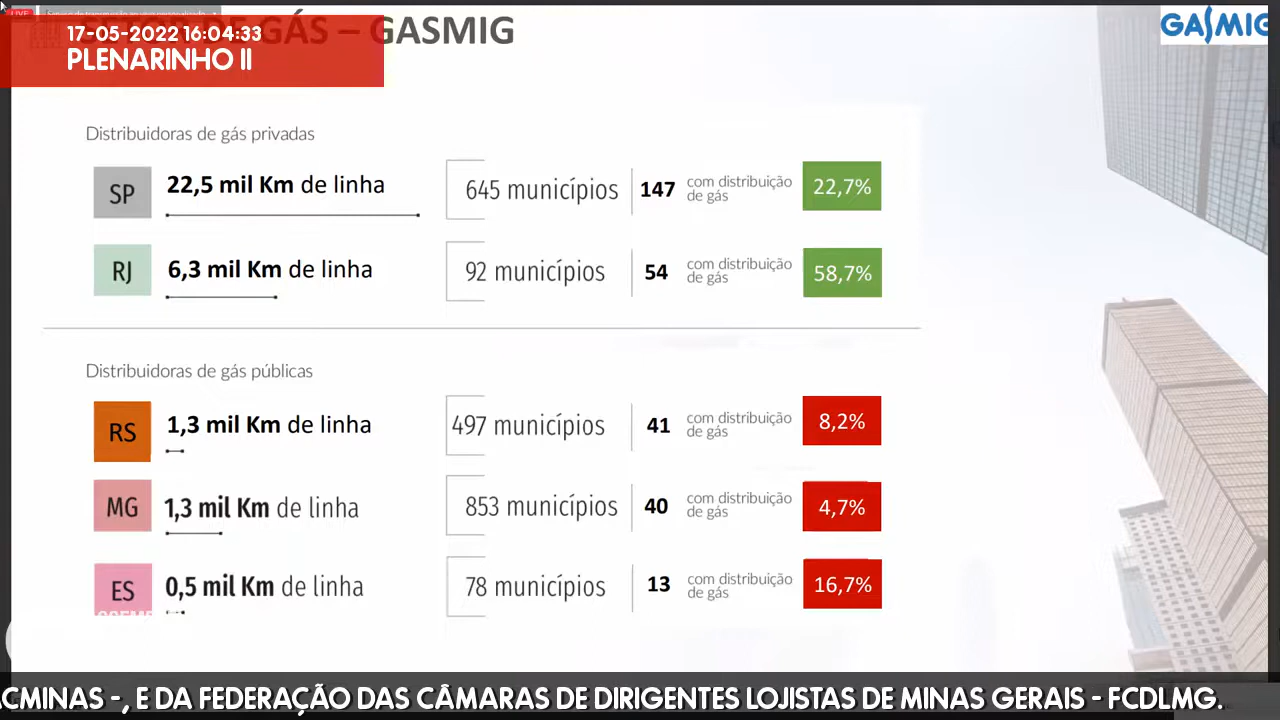 LIVE
SETOR DE GÁS – GASMIG
17-05-2022 16:04:33
PLENARINHO II
GASMIG
Distribuidoras de gás privadas
SP
22,5 mil Km de linha
645 municípios
147
com distribuição
de gás
22,7%
RJ
6,3 mil Km de linha
92 municípios
54
com distribuição
de gás
58,7%
Distribuidoras de gás públicas
RS
1,3 mil Km de linha
497 municípios
41
com distribuição
de gás
8,2%
MG
1,3 mil Km de linha
853 municípios
40
com distribuição
de gás
4,7%
ES
0,5 mil Km de linha
78 municípios
13
com distribuição
de gás
16,7%
ACMINAS -, E DA FEDERAÇÃO DAS CÂMARAS DE DIRIGENTES LOJISTAS DE MINAS GERAIS - FCDLMG.